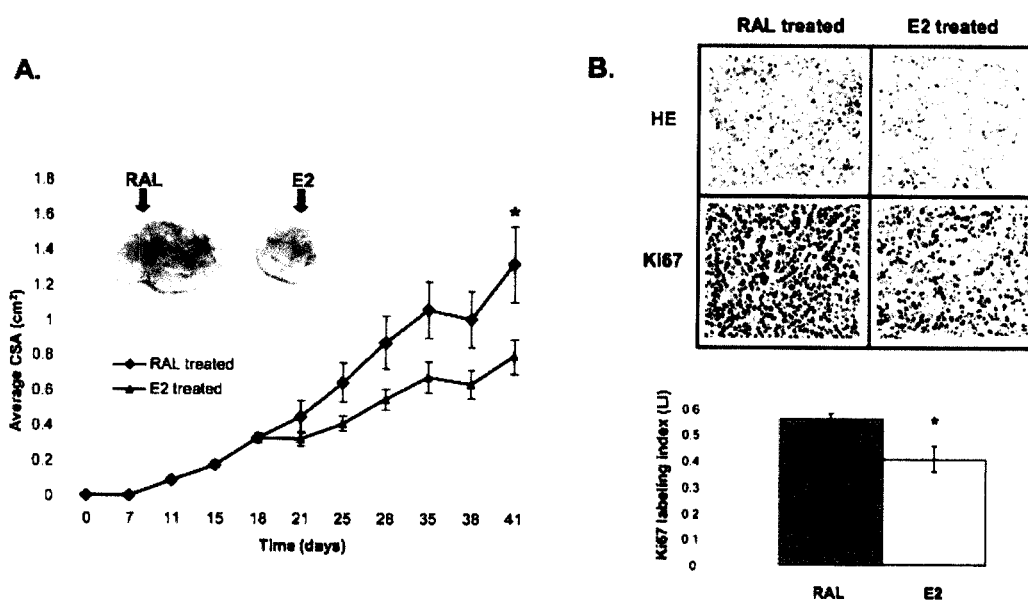 A.
RAL
E2
1.8
1.6
1.4
1.2
1
0.8
0.6
0.4
0.2
0
Average CSA (cm²)
RAL treated
E2 treated
*
0 7 11 15 18 21 25 28 35 38 41
Time (days)
B.
RAL treated E2 treated
HE
Ki67
0.6
0.5
0.4
0.3
0.2
0 1
0
Ki67 labeling index (LI)
*
RAL E2